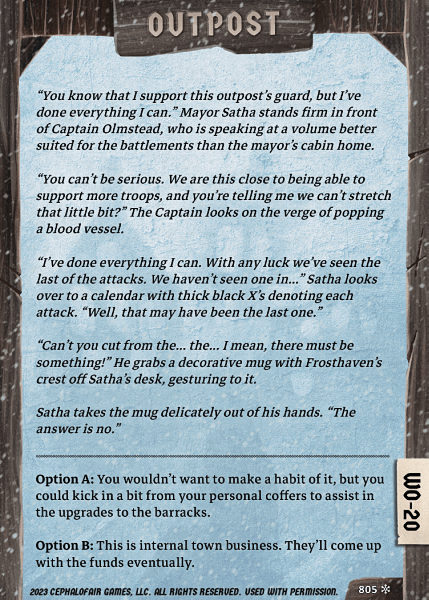 OUTPOST
“You know that I support this outpost’s guard, but I’ve
done everything I can.” Mayor Satha stands firm in front
of Captain Olmstead, who is speaking at a volume better
suited for the battlements than the mayor’s cabin home.
“You can’t be serious. We are this close to being able to
support more troops, and you’re telling me we can’t stretch
that little bit?” The Captain looks on the verge of popping
a blood vessel.
“I’ve done everything I can. With any luck we’ve seen the
last of the attacks. We haven’t seen one in…” Satha looks
over to a calendar with thick black X’s denoting each
attack. “Well, that may have been the last one.”
“Can’t you cut from the… the… I mean, there must be
something!” He grabs a decorative mug with Frosthaven’s
crest off Satha’s desk, gesturing to it.
Satha takes the mug delicately out of his hands. “The
answer is no.”
Option A: You wouldn’t want to make a habit of it, but you
could kick in a bit from your personal coffers to assist in
the upgrades to the barracks.
Option B: This is internal town business. They’ll come up
with the funds eventually.
WO-20
2023 CEPHALOFAIR GAMES, LLC. ALL RIGHTS RESERVED. USED WITH PERMISSION.
805